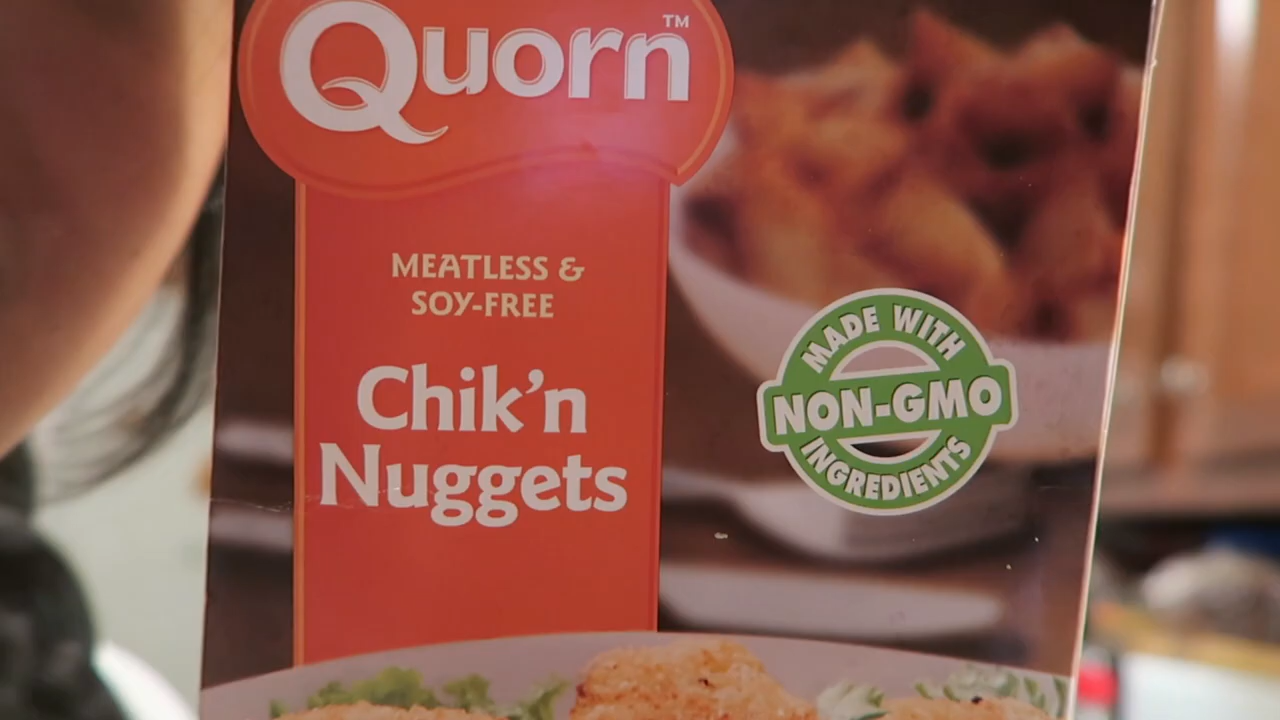 Quorn™
MEATLESS &
SOY-FREE
Chik'n
Nuggets
MADE WITH
NON-GMO
INGREDIENTS